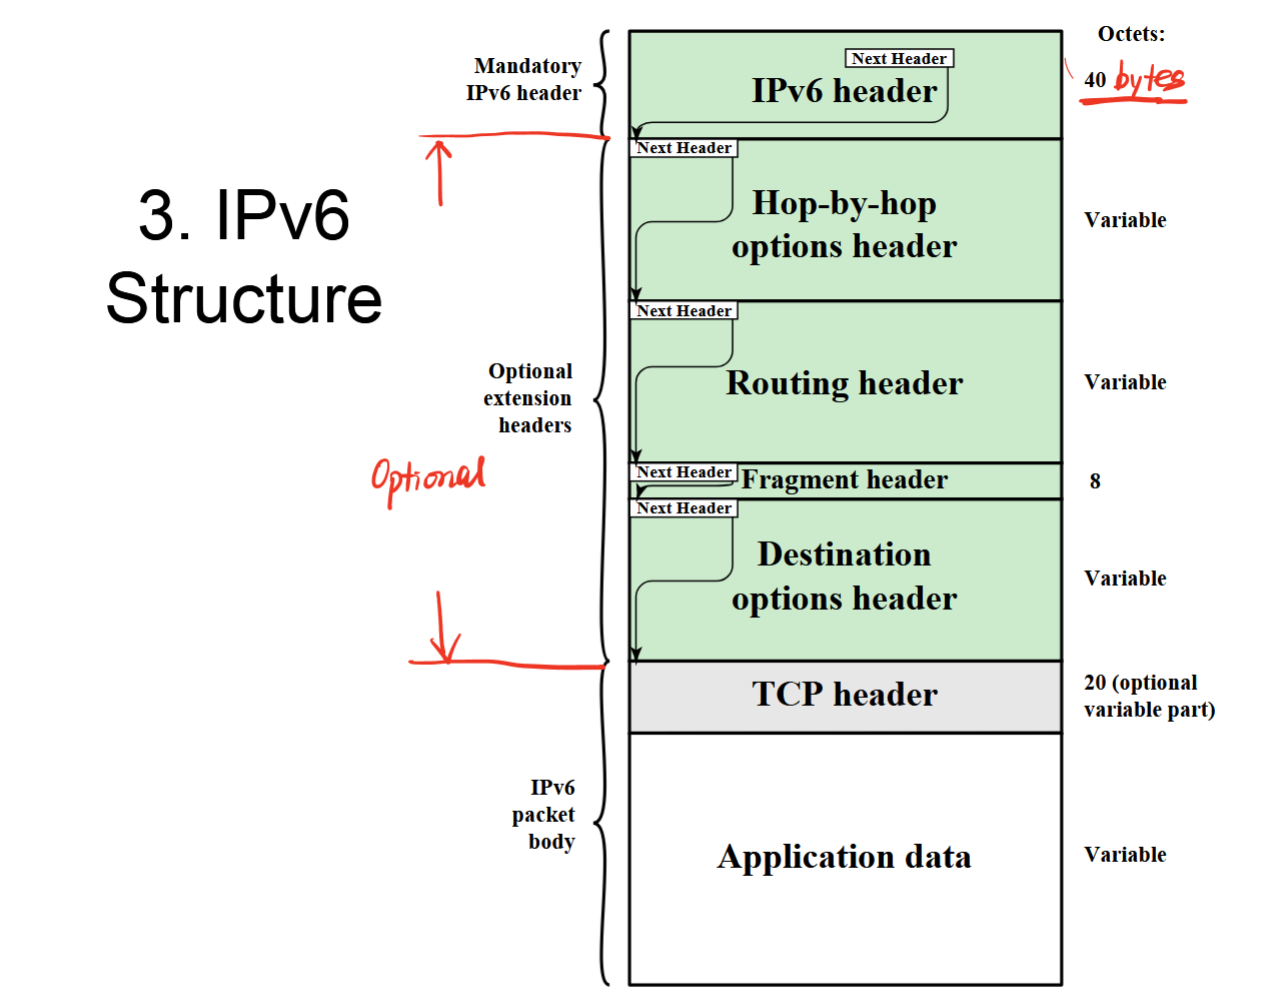 Octets:
Next Header
Mandatory
IPv6 header
IPv6 header
40 bytes
Next Header
3. IPv6
Structure
Hop-by-hop
options header
Variable
Next Header
Optional
extension
headers
Routing header
Variable
Optional
Next Header
Fragment header
8
Next Header
Destination
options header
Variable
TCP header
20 (optional
variable part)
IPv6
packet
body
Application data
Variable